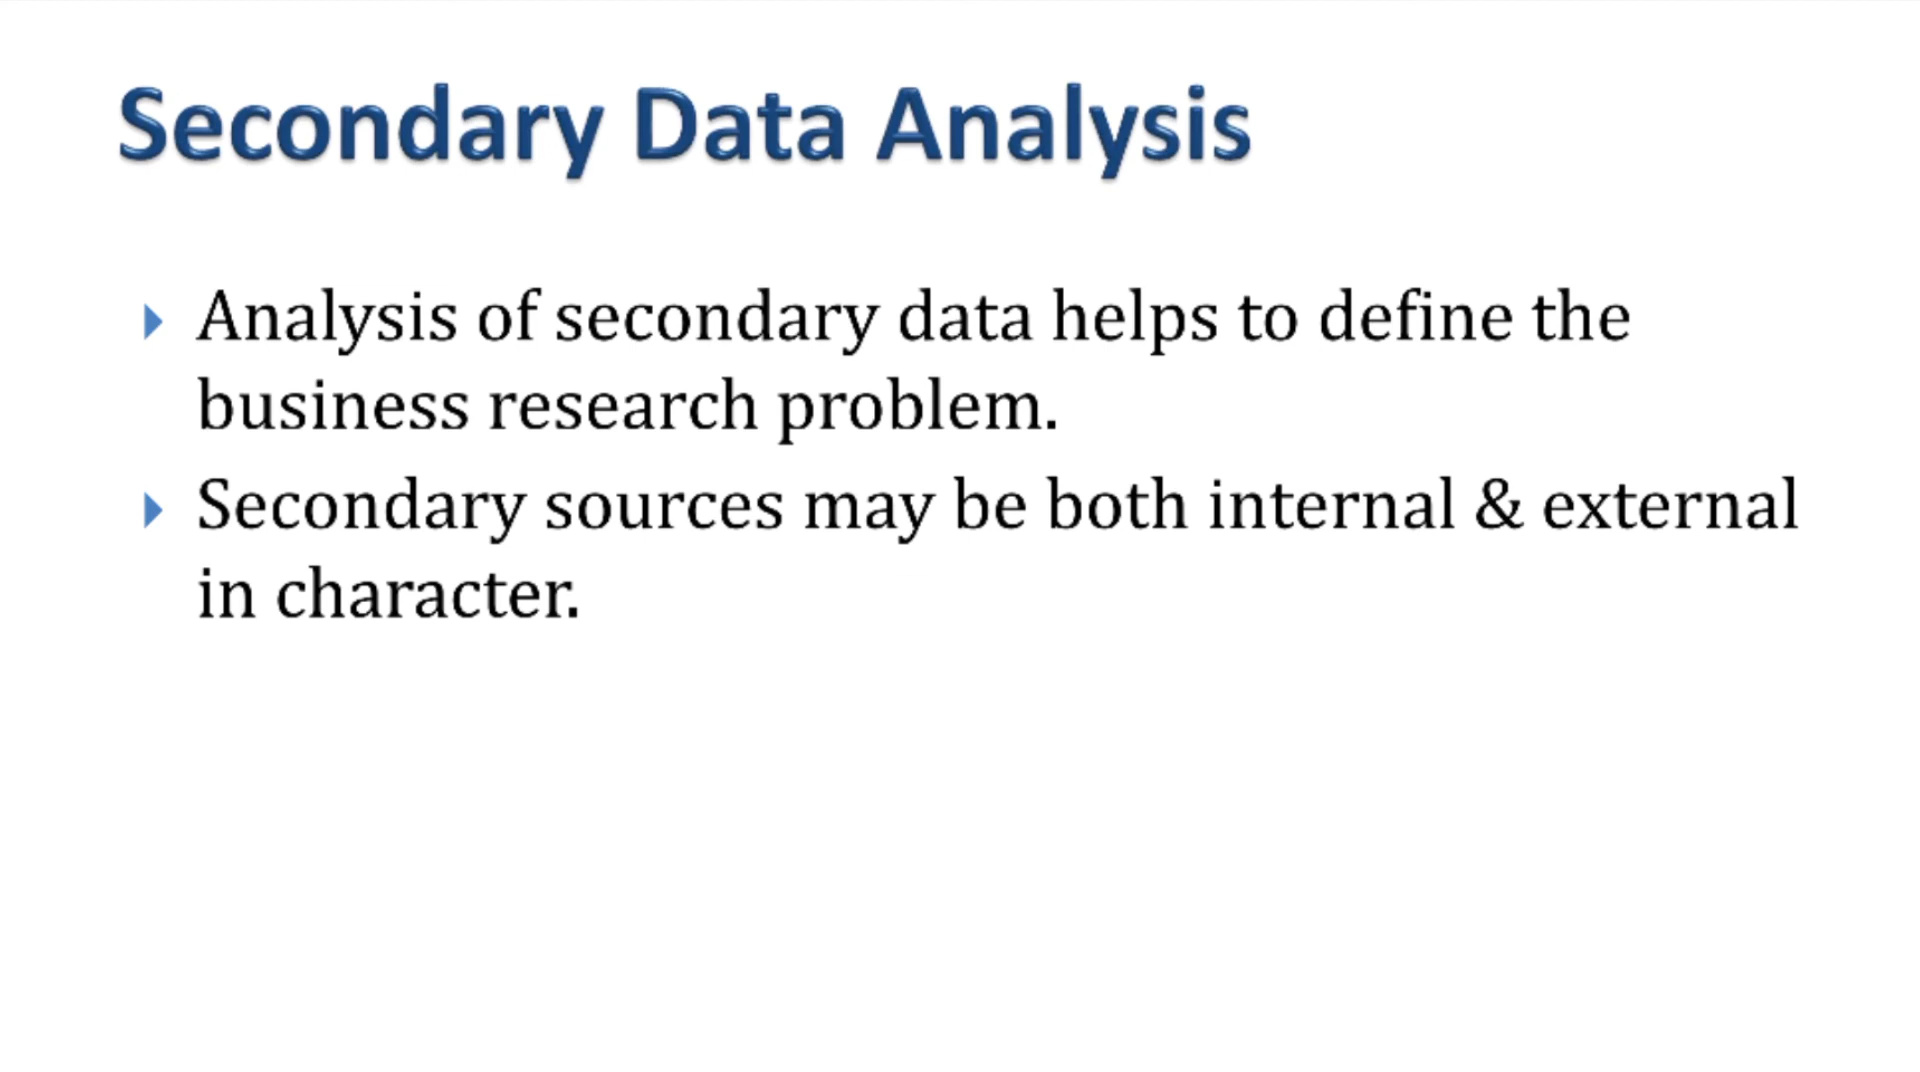 Secondary Data Analysis
Analysis of secondary data helps to define the
business research problem.
Secondary sources may be both internal & external
in character.